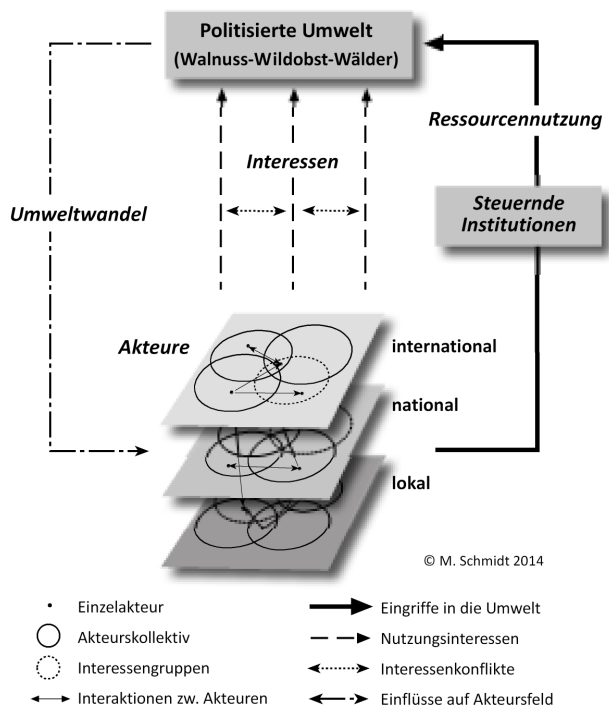 Politisierte Umwelt
(Walnuss-Wildobst-Wälder)
Ressourcennutzung
Interessen
Umweltwandel
Steuernde
Institutionen
Akteure
international
national
lokal
© M. Schmidt 2014
Einzelakteur
Akteurskollektiv
Interessengruppen
Interaktionen zw. Akteuren
Eingriffe in die Umwelt
Nutzungsinteressen
Interessenkonflikte
Einflüsse auf Akteursfeld